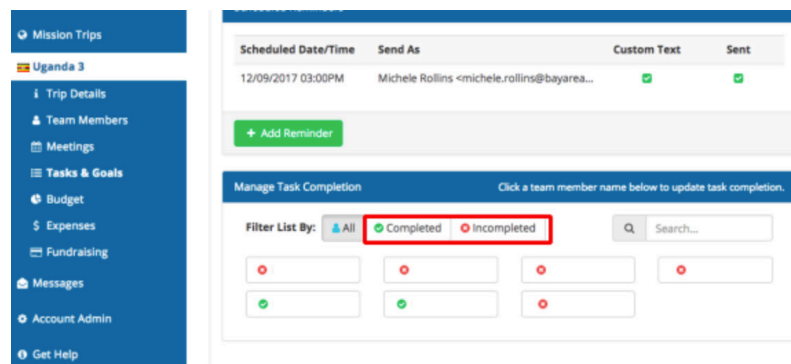 Mission Trips
Uganda 3
Trip Details
Team Members
Meetings
Tasks & Goals
Budget
$ Expenses
Fundraising
Messages
Account Admin
Get Help
Scheduled Reminders
Scheduled Date/Time Send As Custom Text Sent
12/09/2017 03:00PM Michele Rollins <michele.rollins@bayarea...
+ Add Reminder
Manage Task Completion Click a team member name below to update task completion.
Filter List By: All Completed Incompleted Search...